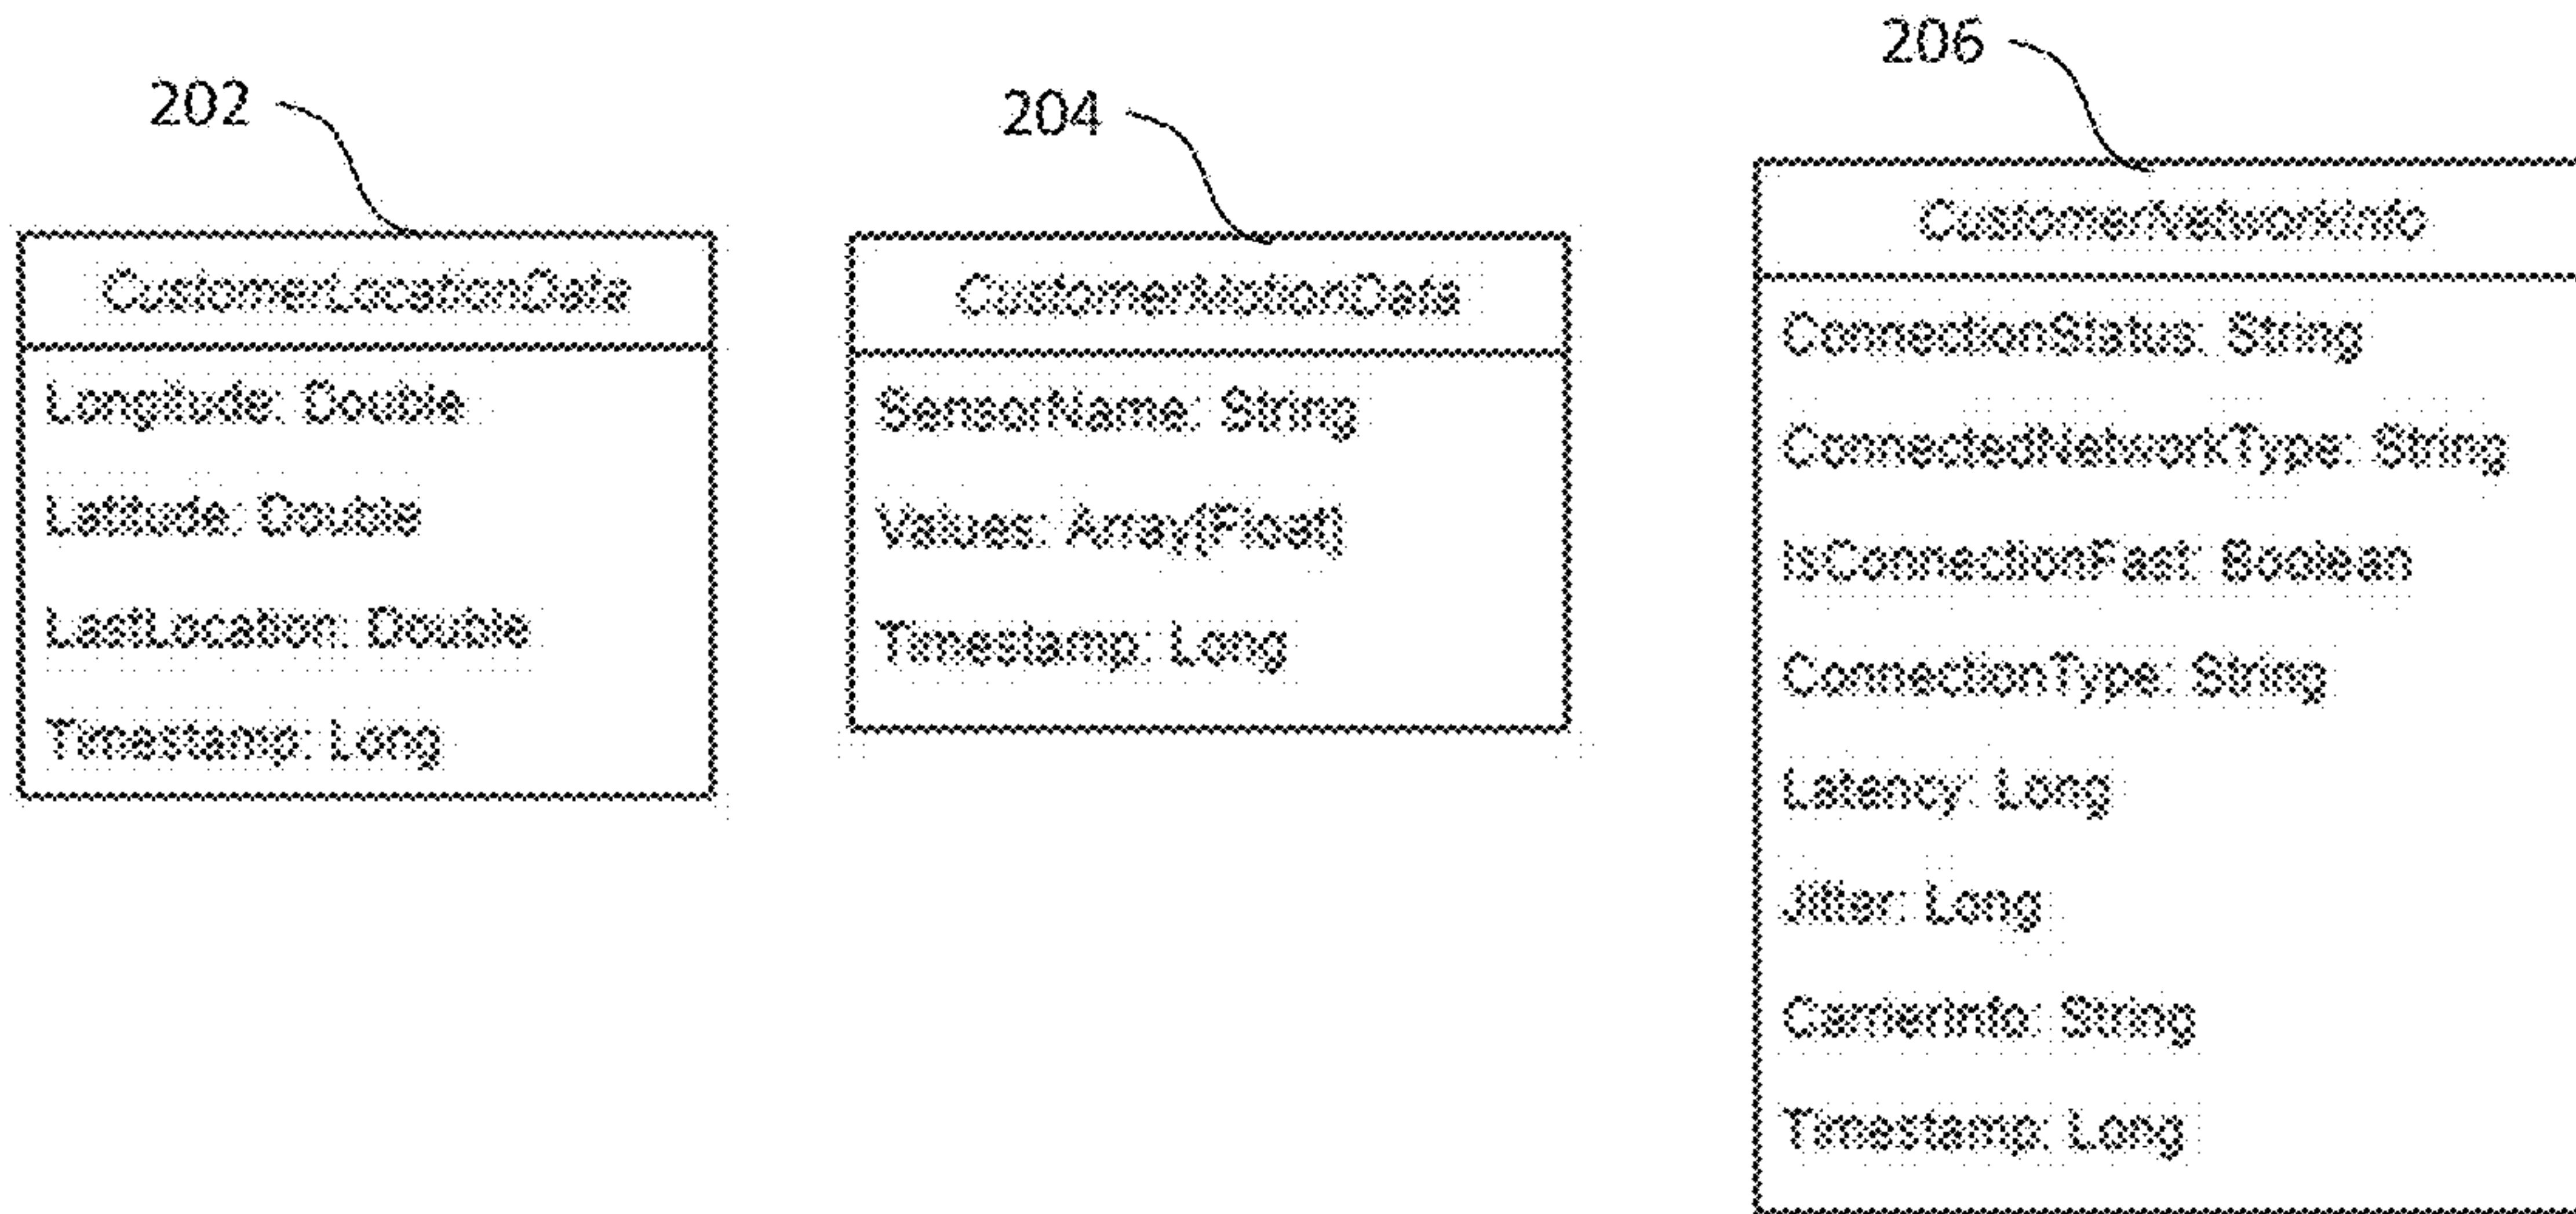 202
CustomerLocationData
Longitude: Double
Latitude: Double
LastLocation: Double
Timestamp: Long
204
CustomerMotionData
SensorName: String
Values: Array(Float)
Timestamp: Long
206
CustomerNetworkInfo
ConnectionStatus: String
ConnectedNetworkType: String
IsConnectionFast: Boolean
ConnectionType: String
Latency: Long
Jitter: Long
CarrierInfo: String
Timestamp: Long